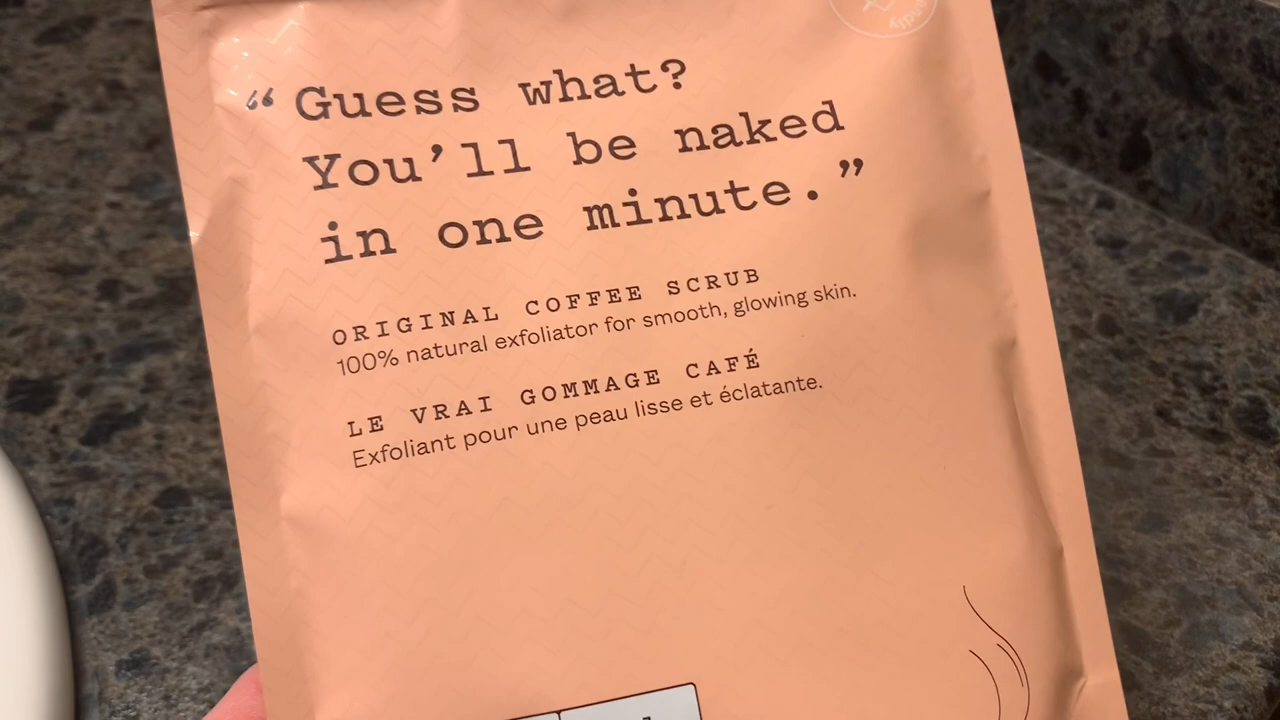 “Guess what?
You’ll be naked
in one minute.”
ORIGINAL COFFEE SCRUB
100% natural exfoliator for smooth, glowing skin.
LE VRAI GOMMAGE CAFÉ
Exfoliant pour une peau lisse et éclatante.